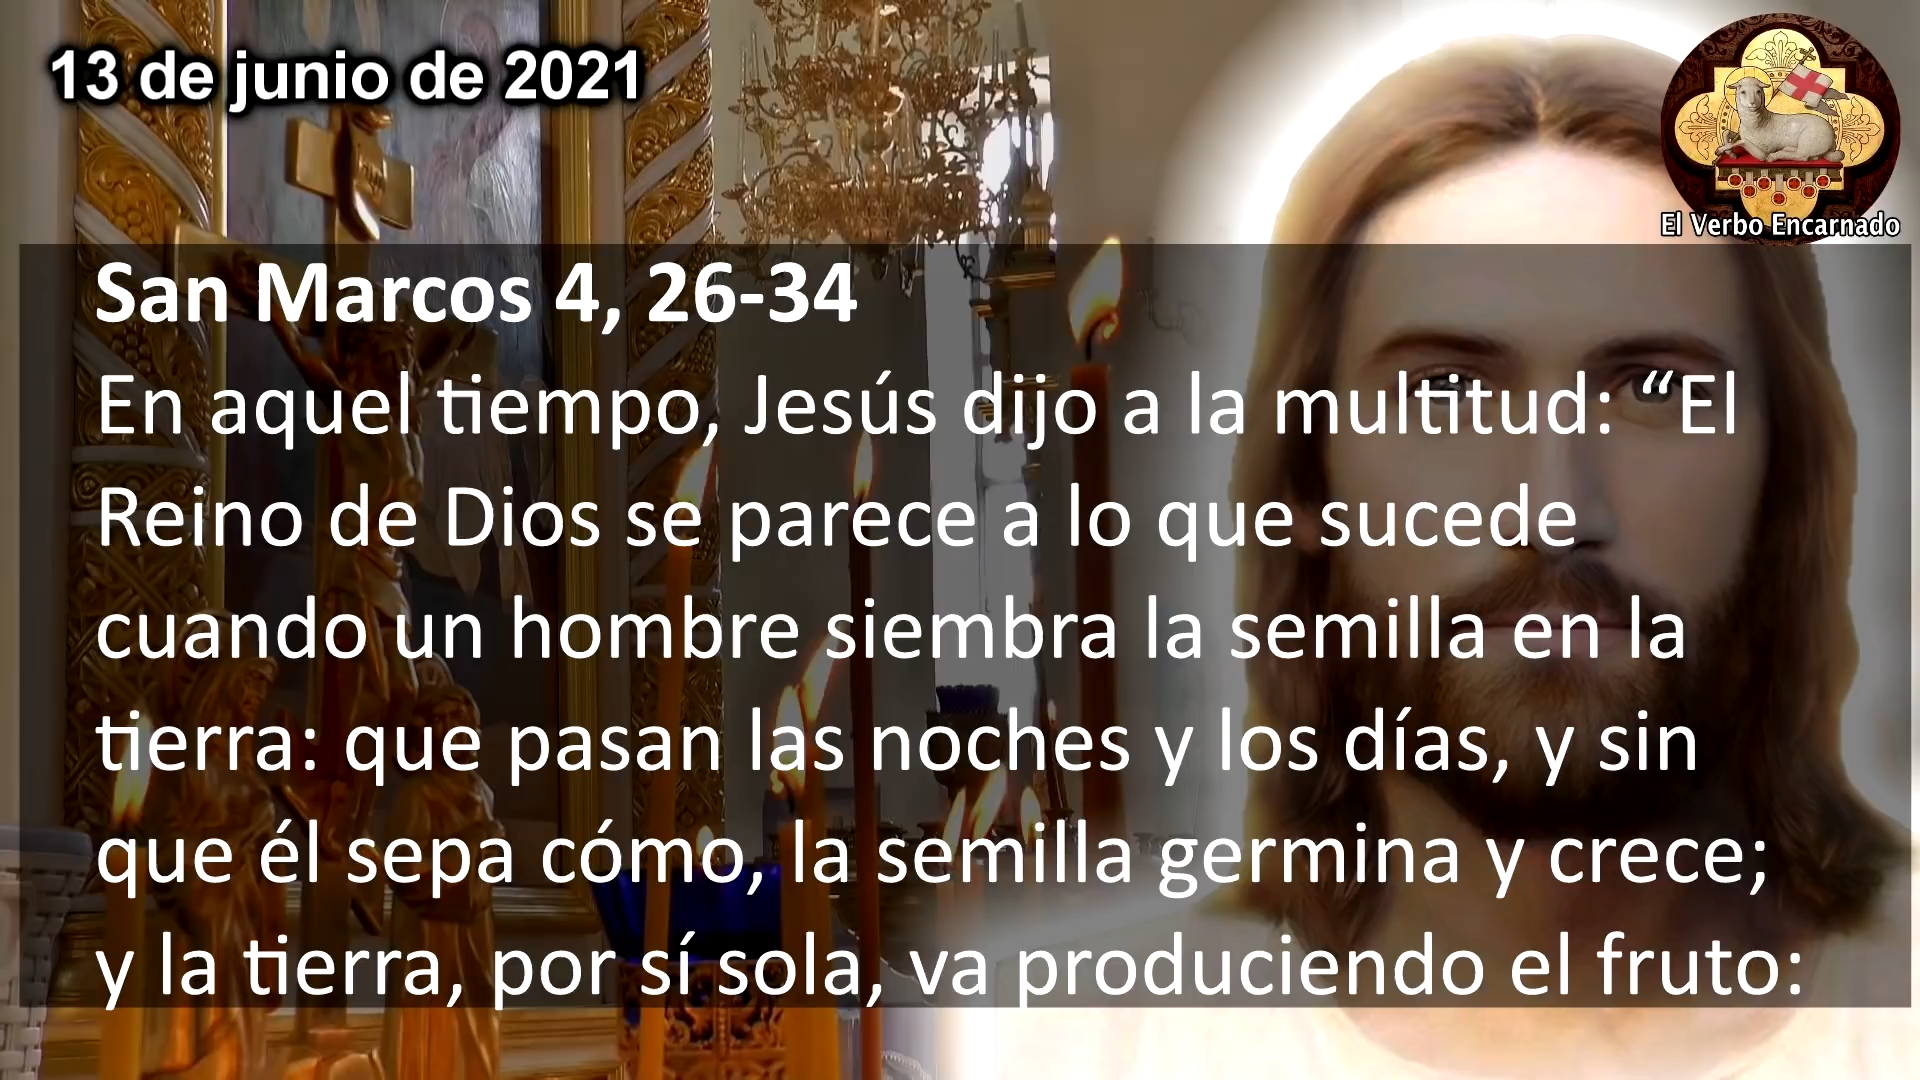 13 de junio de 2021
El Verbo Encarnado
San Marcos 4, 26-34
En aquel tiempo, Jesús dijo a la multitud: “El
Reino de Dios se parece a lo que sucede
cuando un hombre siembra la semilla en la
tierra: que pasan las noches y los días, y sin
que él sepa cómo, la semilla germina y crece;
y la tierra, por sí sola, va produciendo el fruto: